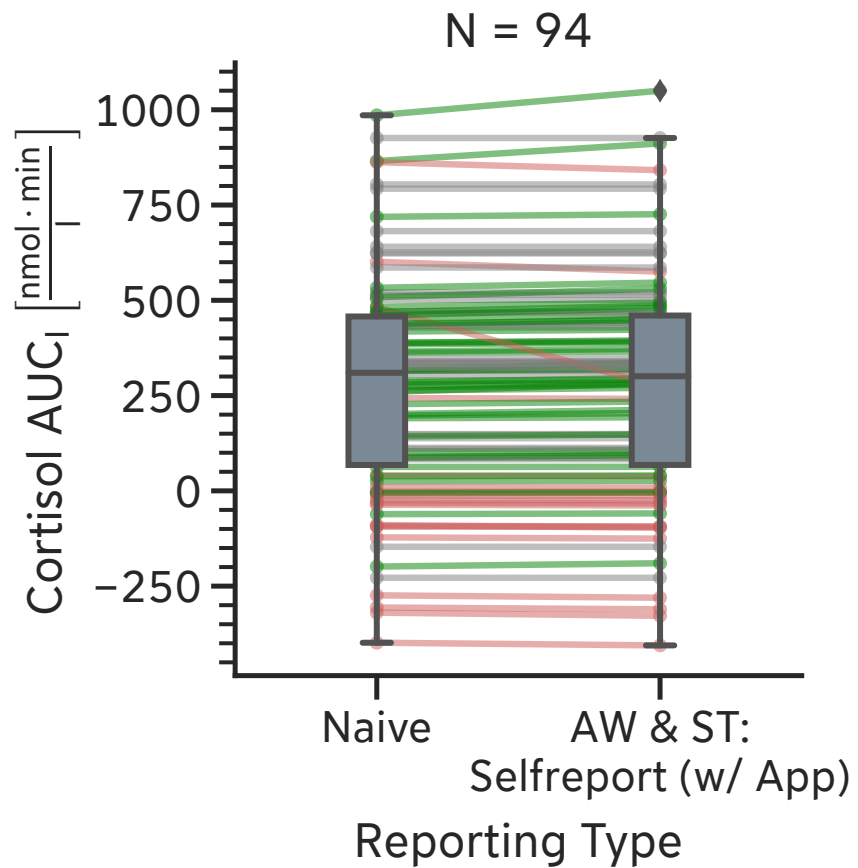 N = 94
Cortisol AUC_I [nmol · min / l]
1000
750
500
250
0
−250
Naive
AW & ST:
Selfreport (w/ App)
Reporting Type